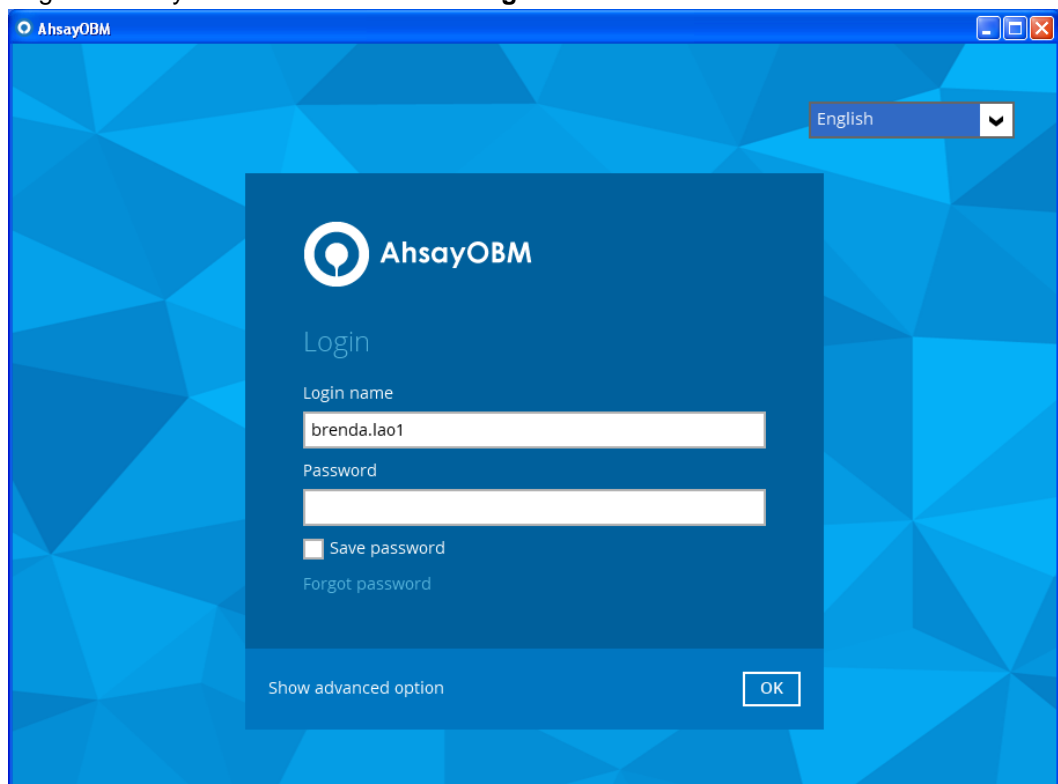 AhsayOBM
English
AhsayOBM
Login
Login name
brenda.lao1
Password
Save password
Forgot password
Show advanced option
OK